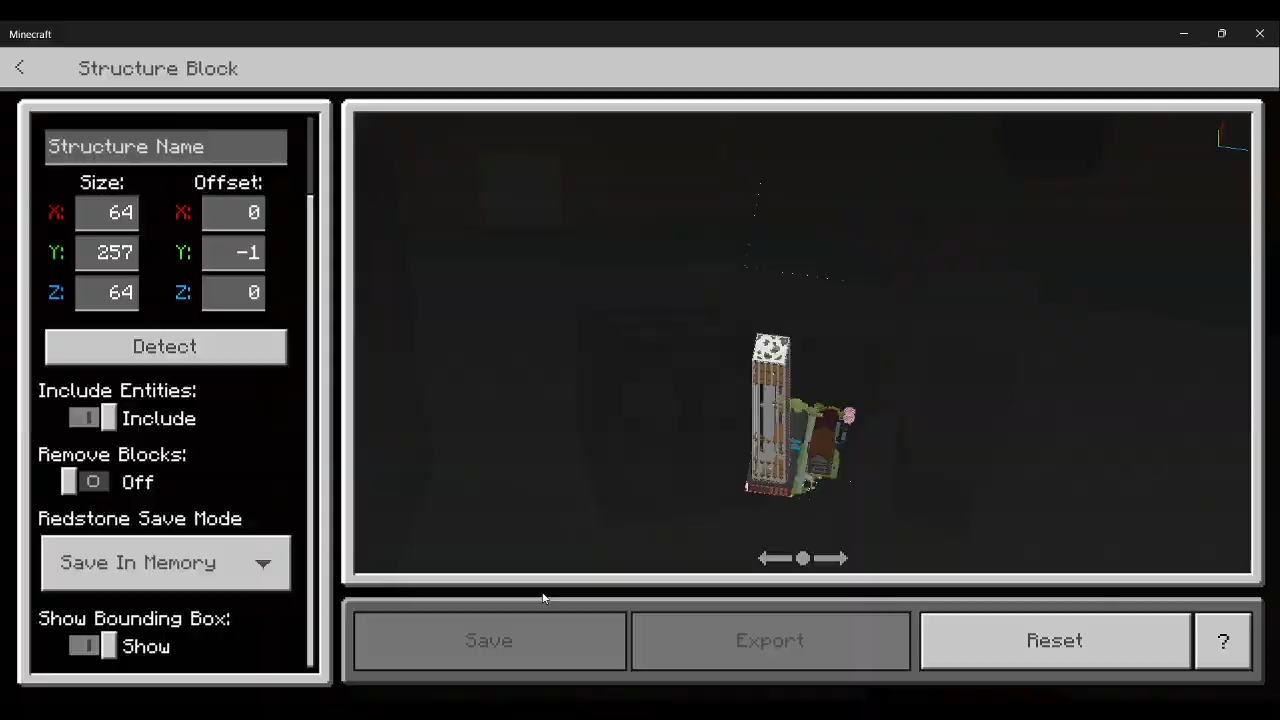 Minecraft
Structure Block
Structure Name
Size: Offset:
X: 64 X: 0
Y: 257 Y: -1
Z: 64 Z: 0
Detect
Include Entities:
Include
Remove Blocks:
Off
Redstone Save Mode
Save In Memory
Show Bounding Box:
Show
Save Export Reset ?